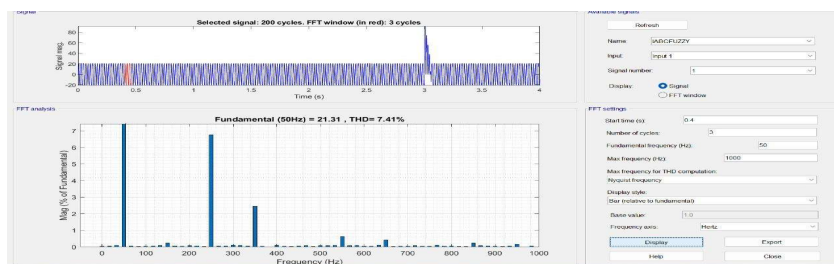 Signal
Selected signal: 200 cycles. FFT window (in red): 3 cycles
80
60
40
20
0
-20
Signal mag.
0 0.5 1 1.5 2 2.5 3 3.5 4
Time (s)
FFT analysis
Fundamental (50Hz) = 21.31 , THD= 7.41%
7
6
5
4
3
2
1
0
Mag (% of Fundamental)
0 100 200 300 400 500 600 700 800 900 1000
Frequency (Hz)
Available signals
Refresh
Name: IABCFUZZY
Input: Input 1
Signal number: 1
Display: Signal
FFT window
FFT settings
Start time (s): 0.4
Number of cycles: 3
Fundamental frequency (Hz): 50
Max frequency (Hz): 1000
Max frequency for THD computation:
Nyquist frequency
Display style:
Bar (relative to fundamental)
Base value: 1.0
Frequency axis: Hertz
Display Export
Help Close